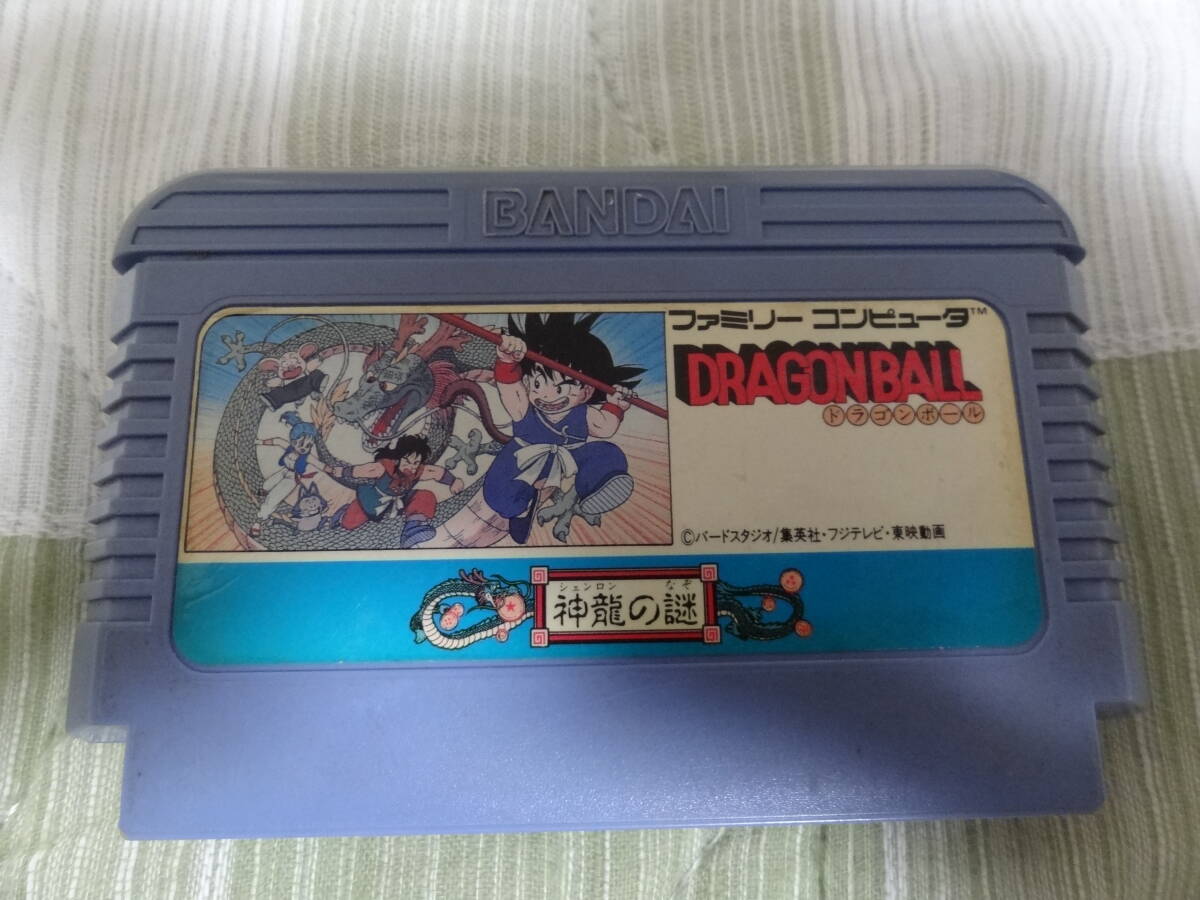 BANDAI
ファミリー コンピュータ™
DRAGONBALL
ドラゴンボール
©バードスタジオ/集英社・フジテレビ・東映動画
シェンロン なぞ
神龍の謎